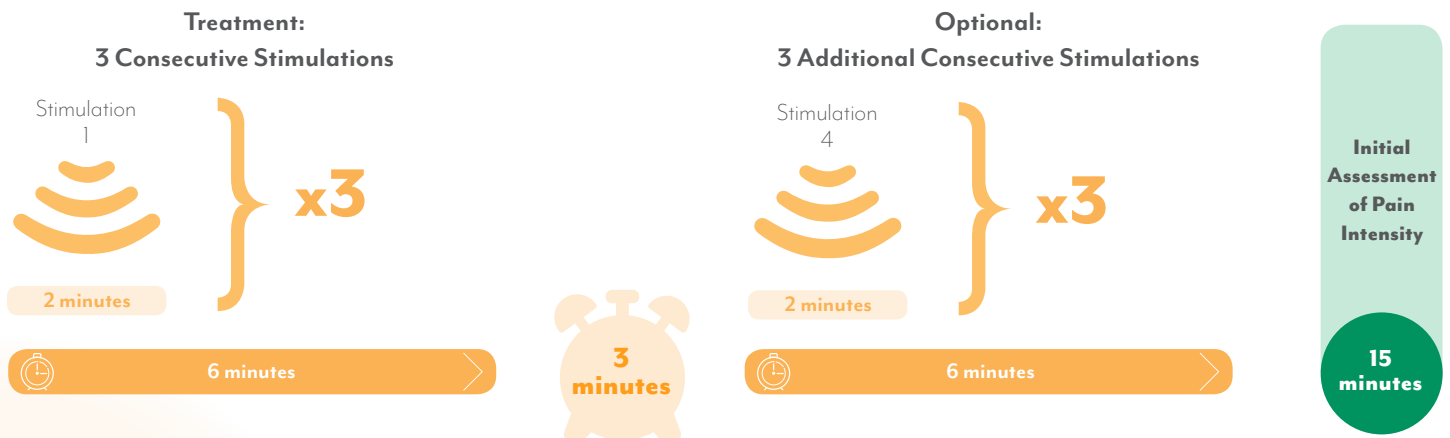 Treatment:
3 Consecutive Stimulations
Stimulation
1
x3
2 minutes
6 minutes
3
minutes
Optional:
3 Additional Consecutive Stimulations
Stimulation
4
x3
2 minutes
6 minutes
Initial
Assessment
of Pain
Intensity
15
minutes